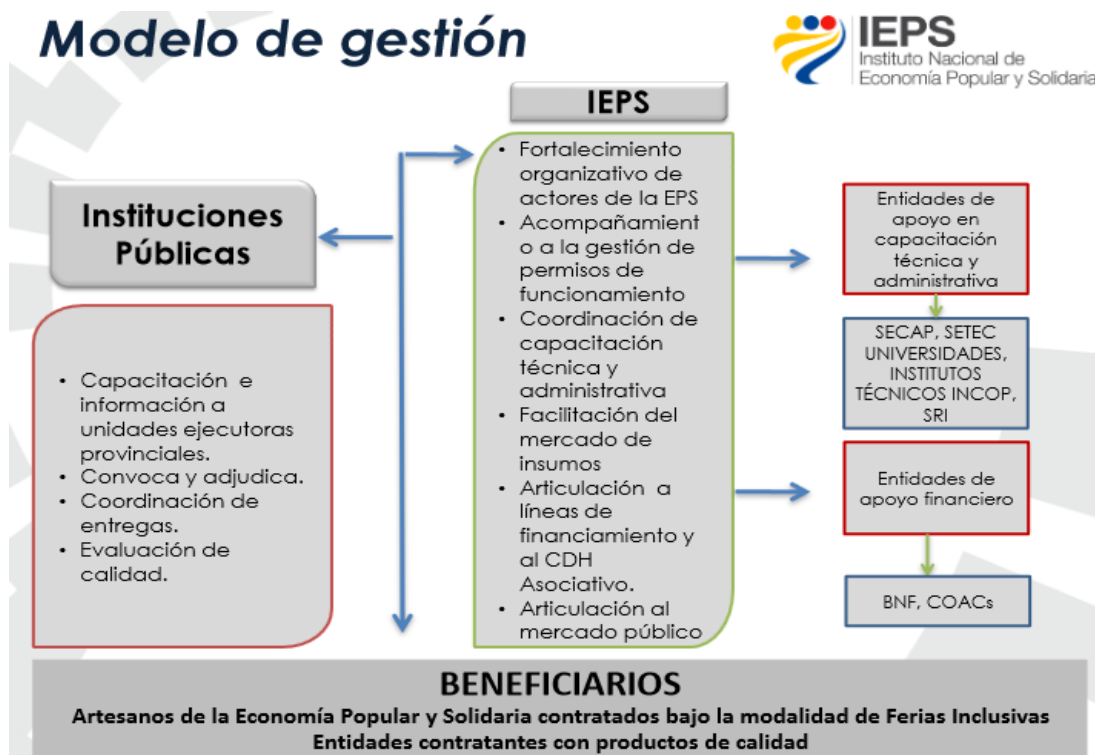 Modelo de gestión
IEPS
Instituto Nacional de
Economía Popular y Solidaria
IEPS
Instituciones
Públicas
• Capacitación e
información a
unidades ejecutoras
provinciales.
• Convoca y adjudica.
• Coordinación de
entregas.
• Evaluación de
calidad.
• Fortalecimiento
organizativo de
actores de la EPS
• Acompañamient
o a la gestión de
permisos de
funcionamiento
• Coordinación de
capacitación
técnica y
administrativa
• Facilitación del
mercado de
insumos
• Articulación a
líneas de
financiamiento y
al CDH
Asociativo.
• Articulación al
mercado público
Entidades de
apoyo en
capacitación
técnica y
administrativa
SECAP, SETEC
UNIVERSIDADES,
INSTITUTOS
TÉCNICOS INCOP,
SRI
Entidades de
apoyo financiero
BNF, COACs
BENEFICIARIOS
Artesanos de la Economía Popular y Solidaria contratados bajo la modalidad de Ferias Inclusivas
Entidades contratantes con productos de calidad